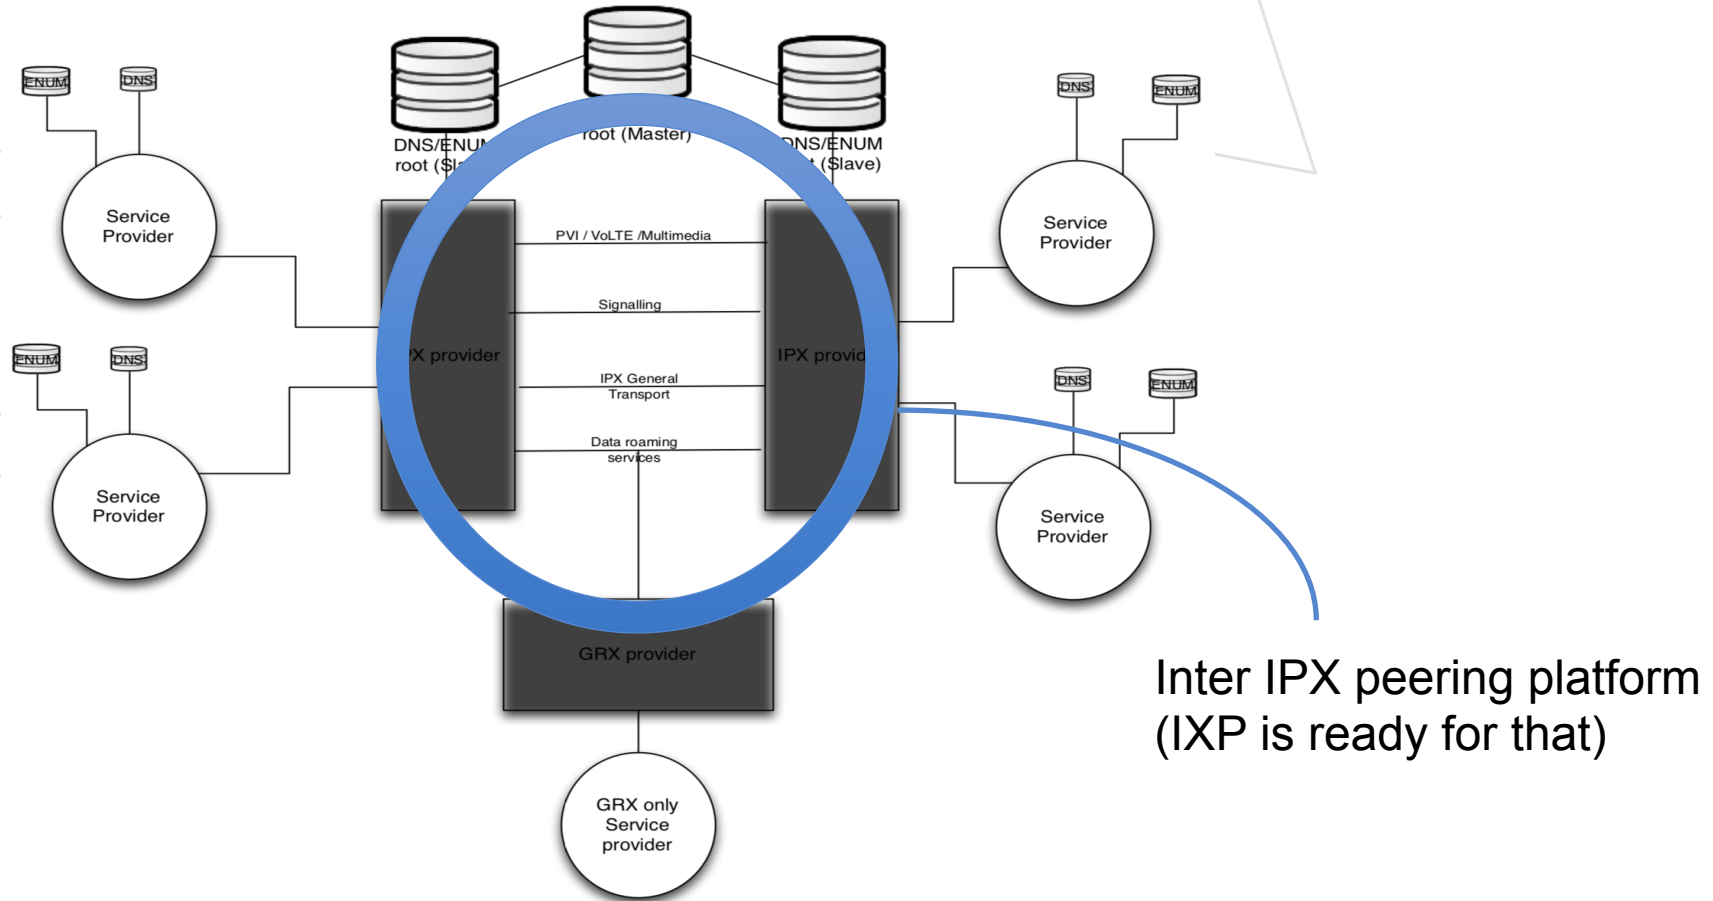 root (Master)
DNS/ENUM
root
DNS/ENUM
(Slave)
ENUM
DNS
DNS
ENUM
Service
Provider
Service
Provider
PVI / VoLTE /Multimedia
Signalling
provider
IPX
IPX General
Transport
Data roaming
services
ENUM
DNS
DNS
ENUM
Service
Provider
Service
Provider
GRX provider
Inter IPX peering platform
(IXP is ready for that)
GRX only
Service
provider